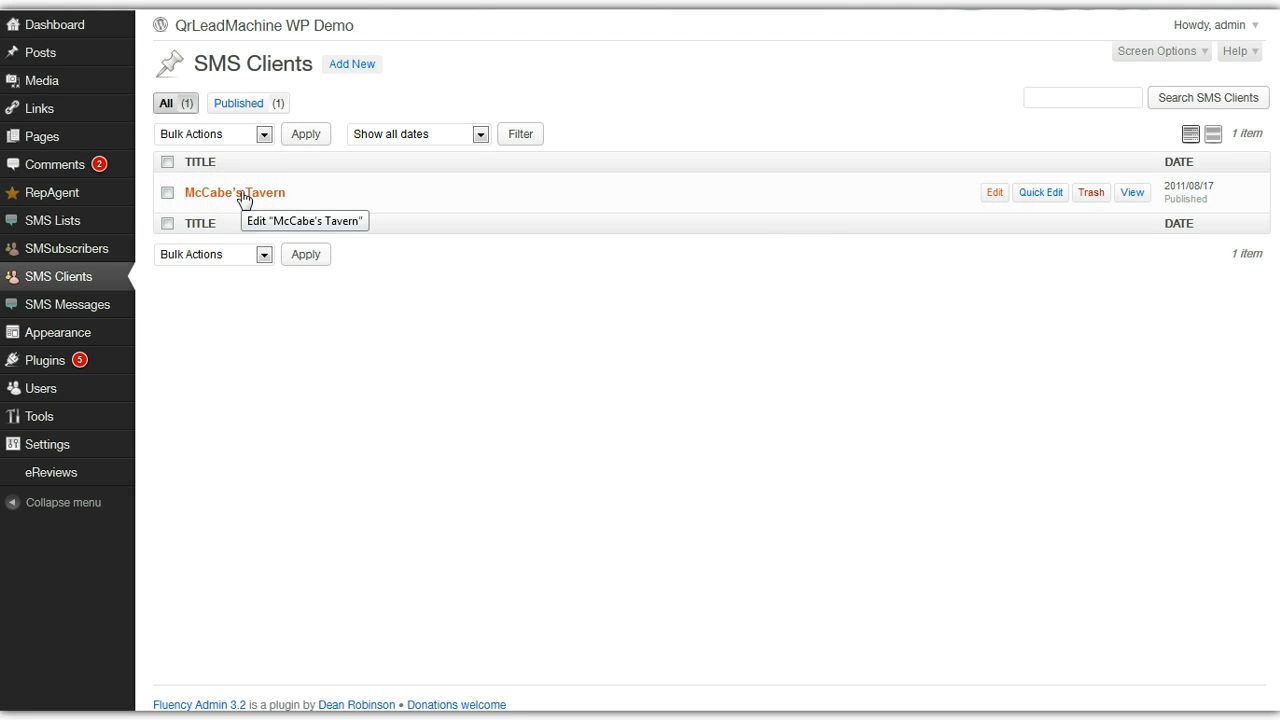 Dashboard
Posts
Media
Links
Pages
Comments 2
RepAgent
SMS Lists
SMSubscribers
SMS Clients
SMS Messages
Appearance
Plugins 5
Users
Tools
Settings
eReviews
Collapse menu
QrLeadMachine WP Demo
Howdy, admin
Screen Options
Help
SMS Clients
Add New
All (1)
Published (1)
Search SMS Clients
Bulk Actions
Apply
Show all dates
Filter
1 item
TITLE
DATE
McCabe's Tavern
Edit
Quick Edit
Trash
View
2011/08/17
Published
Edit “McCabe's Tavern”
TITLE
DATE
Bulk Actions
Apply
1 item
Fluency Admin 3.2 is a plugin by Dean Robinson • Donations welcome